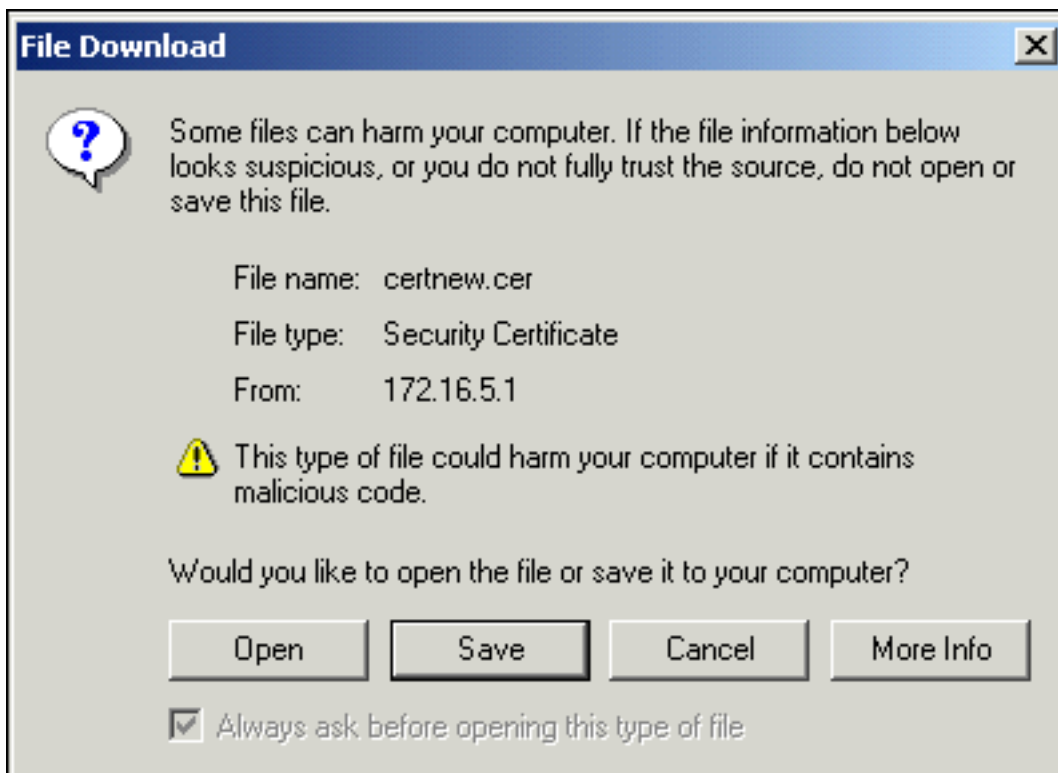 File Download
Some files can harm your computer. If the file information below
looks suspicious, or you do not fully trust the source, do not open or
save this file.
File name: certnew.cer
File type: Security Certificate
From: 172.16.5.1
This type of file could harm your computer if it contains
malicious code.
Would you like to open the file or save it to your computer?
Open Save Cancel More Info
Always ask before opening this type of file